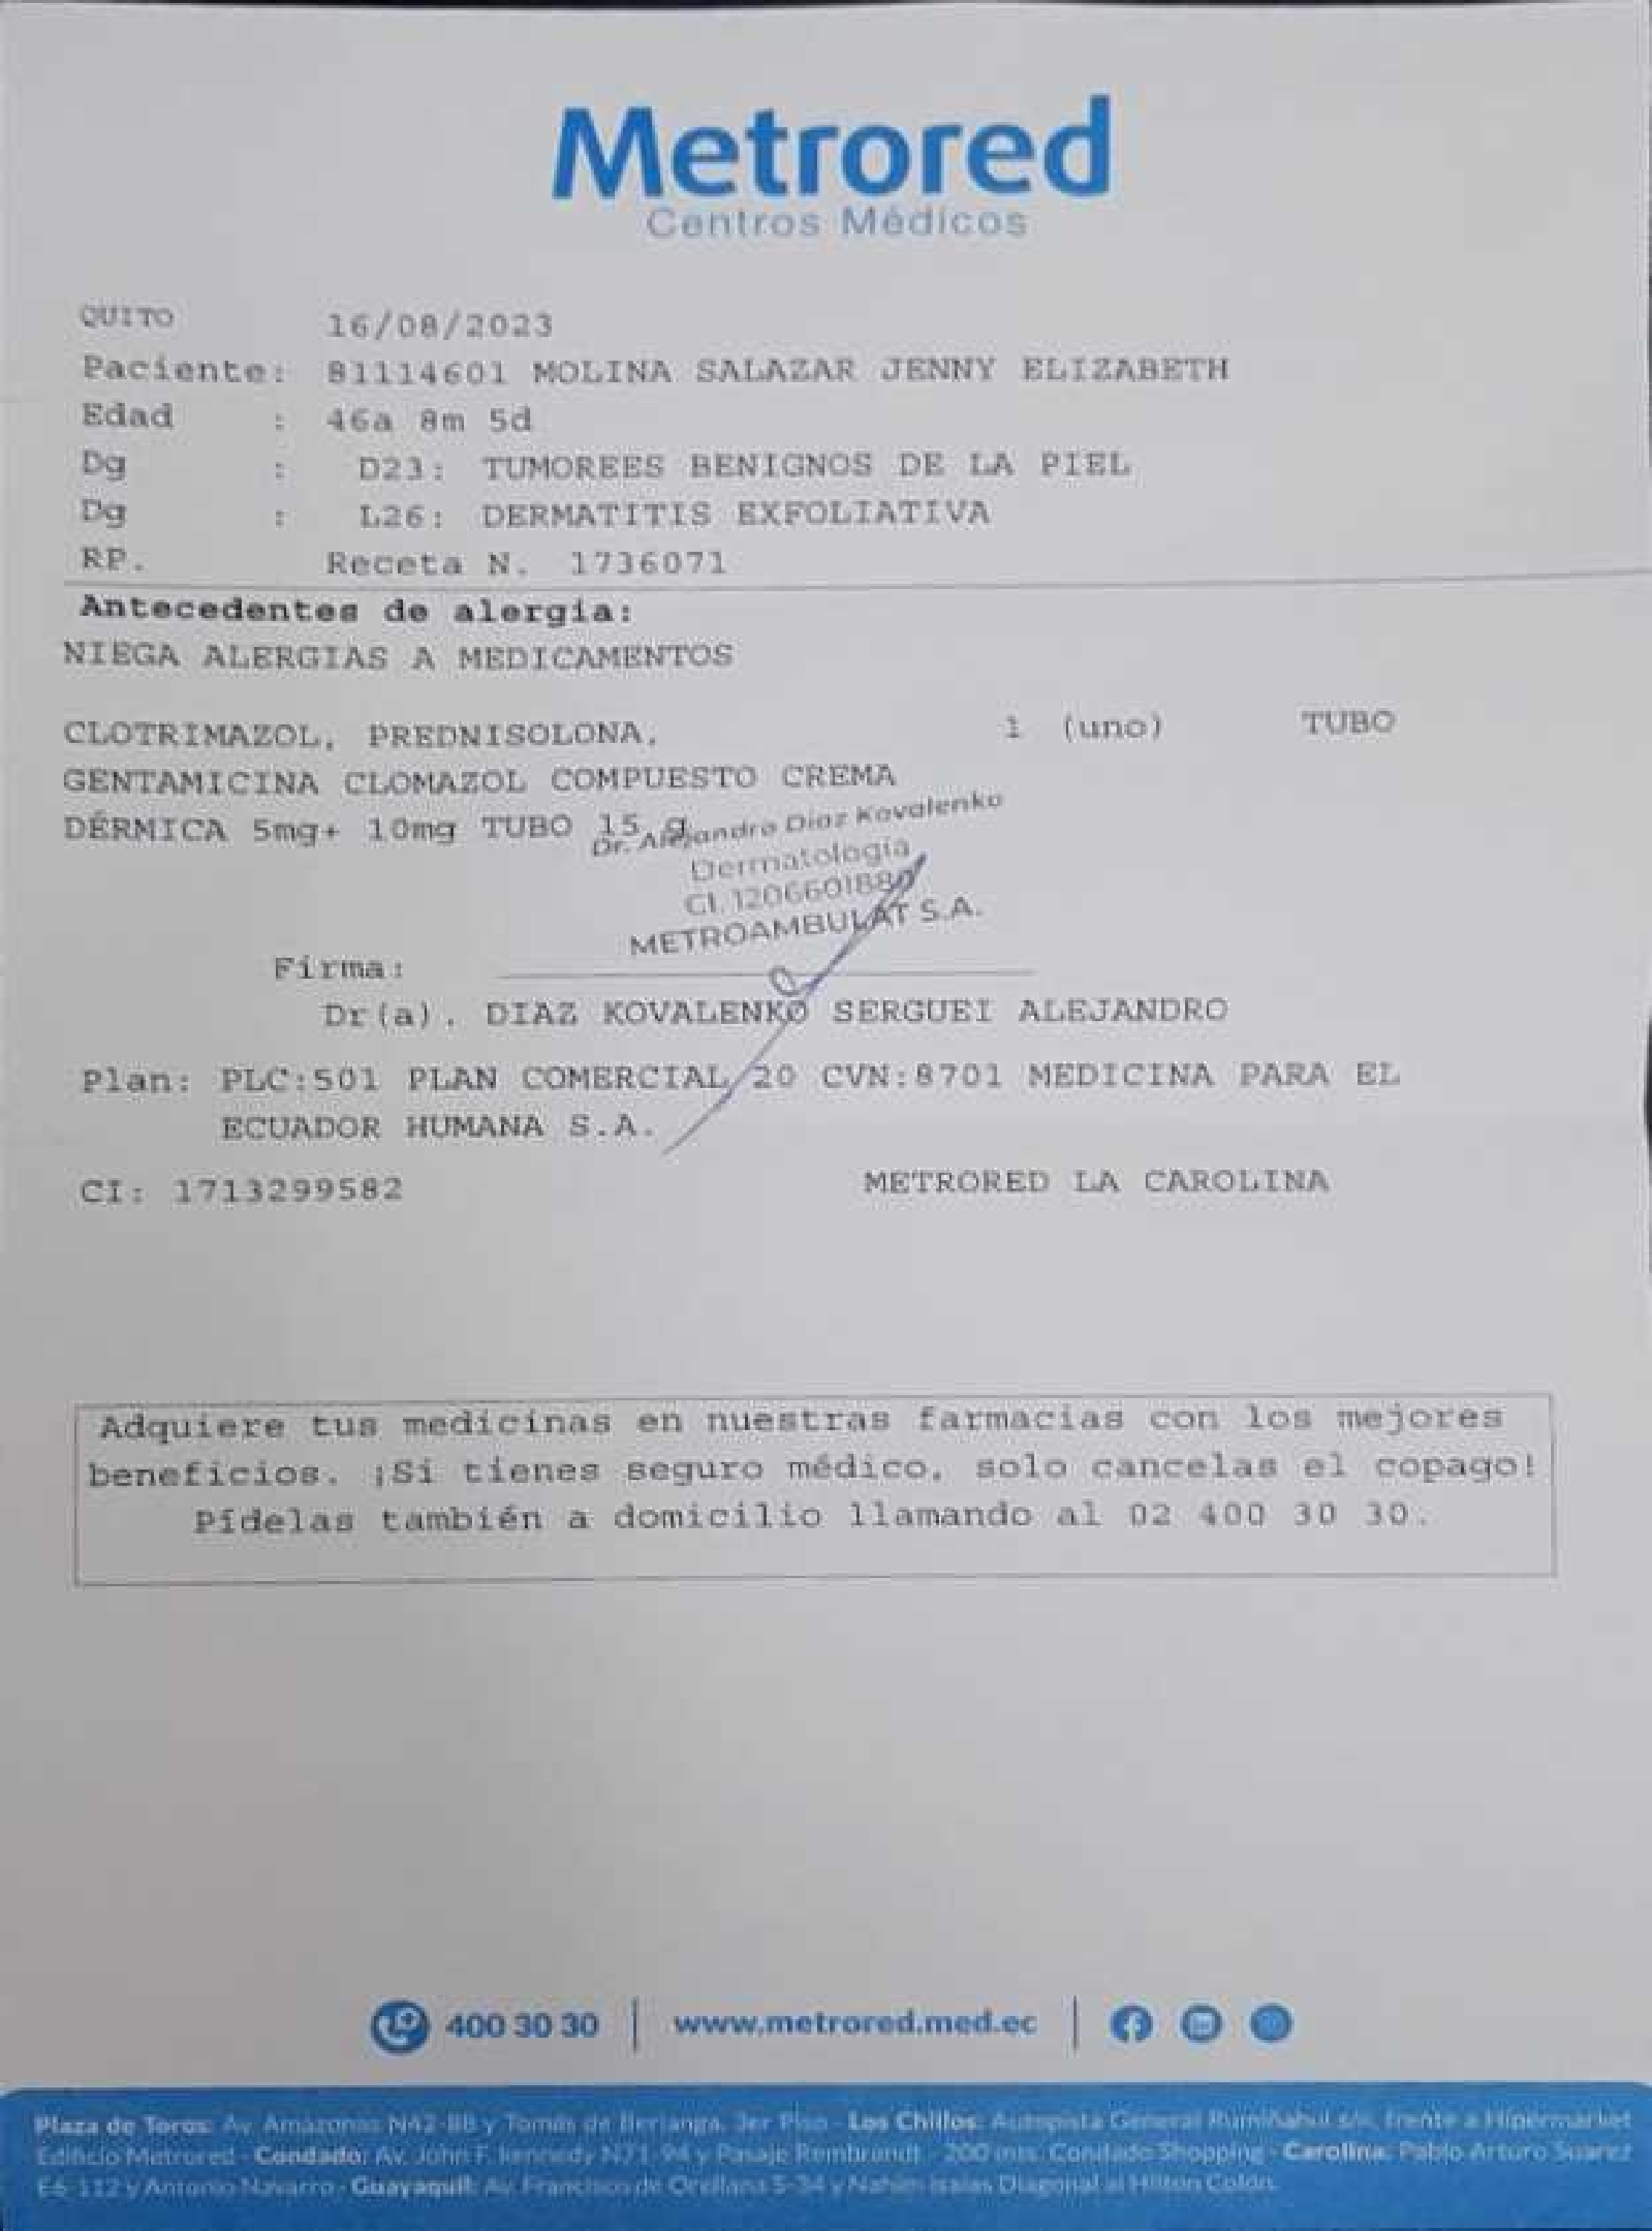 Metrored
Centros Médicos
QUITO 16/08/2023
Paciente: 81114601 MOLINA SALAZAR JENNY ELIZABETH
Edad : 46a 8m 5d
Dg : D23: TUMOREES BENIGNOS DE LA PIEL
Dg : L26: DERMATITIS EXFOLIATIVA
RP. Receta N. 1736071
Antecedentes de alergia:
NIEGA ALERGIAS A MEDICAMENTOS
CLOTRIMAZOL, PREDNISOLONA, 1 (uno) TUBO
GENTAMICINA CLOMAZOL COMPUESTO CREMA
DÉRMICA 5mg+ 10mg TUBO 15 g
Dr. Alejandro Diaz Kovalenko
Dermatología
CI. 1206601880
METROAMBULAT S.A.
Firma:
Dr(a). DIAZ KOVALENKO SERGUEI ALEJANDRO
Plan: PLC:501 PLAN COMERCIAL 20 CVN:8701 MEDICINA PARA EL
ECUADOR HUMANA S.A.
CI: 1713299582 METRORED LA CAROLINA
Adquiere tus medicinas en nuestras farmacias con los mejores
beneficios. ¡Si tienes seguro médico, solo cancelas el copago!
Pídelas también a domicilio llamando al 02 400 30 30.
400 30 30 | www.metrored.med.ec
Plaza de Toros: Av. Amazonas N42-88 y Tomás de Berlanga, 3er Piso - Los Chillos: Autopista General Rumiñahui s/n, frente a Hipermarket
Edificio Metrored - Condado: Av. John F. Kennedy N71-94 y Pasaje Rembrandt - 200 mts. Condado Shopping - Carolina: Pablo Arturo Suarez
E6-112 y Antonio Navarro - Guayaquil: Av. Francisco de Orellana S-34 y Nahim Isaías Diagonal al Hilton Colón.